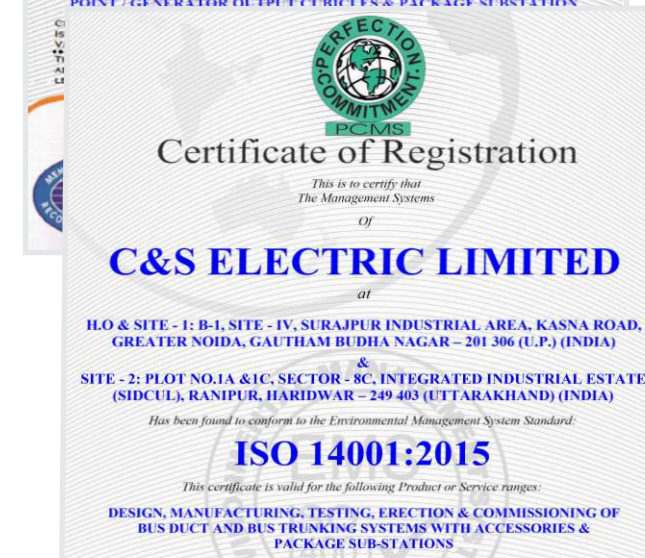 POINT / GENERATOR OUTPUT CUBICLES & PACKAGE SUBSTATION
PERFECTION
COMMITMENT
PCMS
Certificate of Registration
This is to certify that
The Management Systems
Of
C&S ELECTRIC LIMITED
at
H.O & SITE - 1: B-1, SITE - IV, SURAJPUR INDUSTRIAL AREA, KASNA ROAD,
GREATER NOIDA, GAUTHAM BUDHA NAGAR – 201 306 (U.P.) (INDIA)
&
SITE - 2: PLOT NO.1A &1C, SECTOR - 8C, INTEGRATED INDUSTRIAL ESTATE
(SIDCUL), RANIPUR, HARIDWAR – 249 403 (UTTARAKHAND) (INDIA)
Has been found to conform to the Environmental Management System Standard:
EMS
ISO 14001:2015
This certificate is valid for the following Product or Service ranges:
DESIGN, MANUFACTURING, TESTING, ERECTION & COMMISSIONING OF
BUS DUCT AND BUS TRUNKING SYSTEMS WITH ACCESSORIES &
PACKAGE SUB-STATIONS